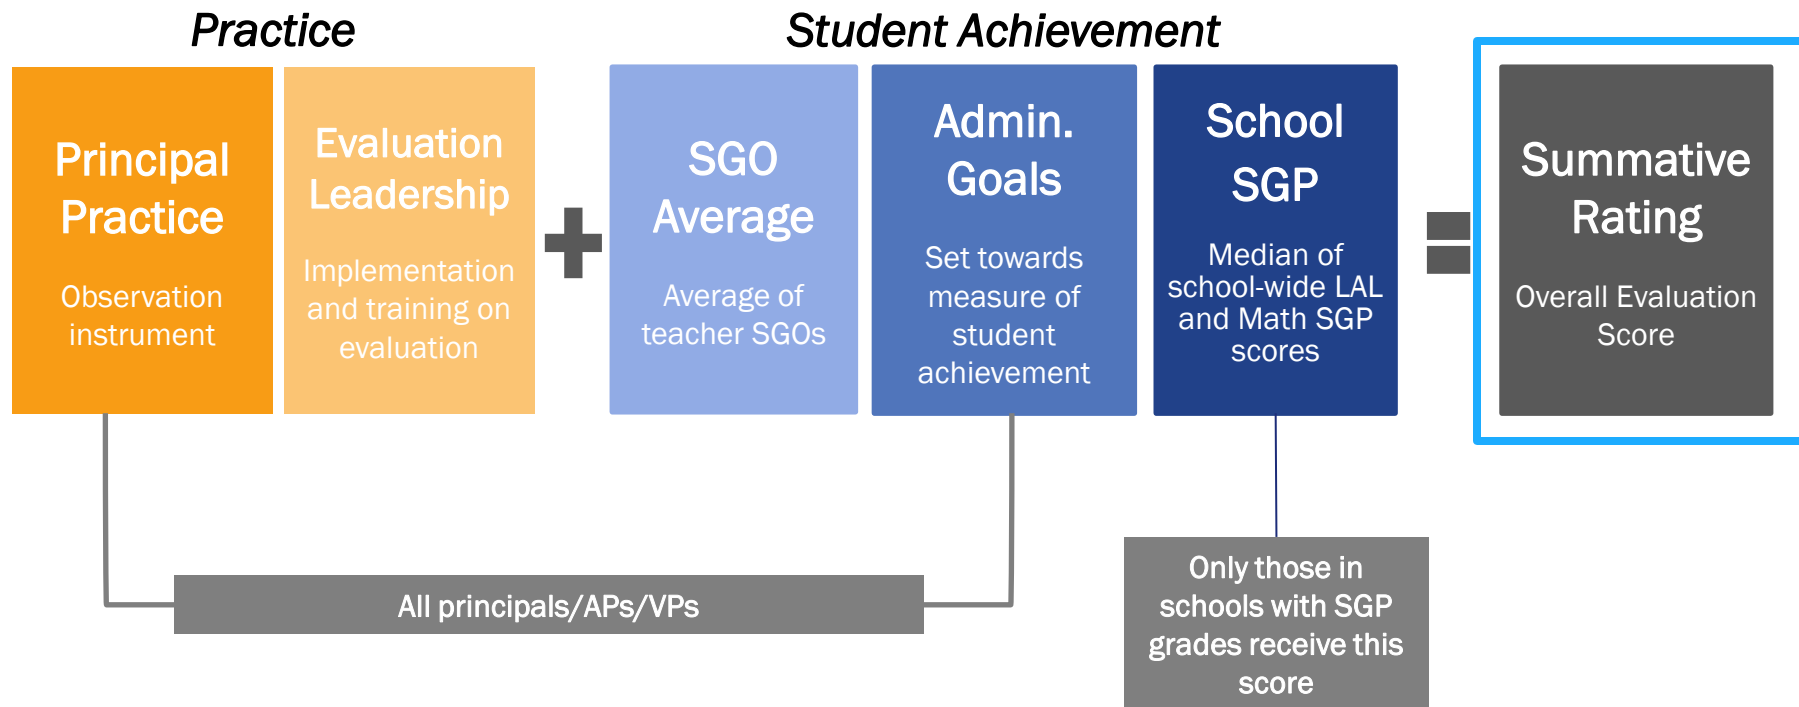 Practice
Student Achievement
Principal
Practice
Observation
instrument
Evaluation
Leadership
Implementation
and training on
evaluation
SGO
Average
Average of
teacher SGOs
Admin.
Goals
Set towards
measure of
student
achievement
School
SGP
Median of
school-wide LAL
and Math SGP
scores
Summative
Rating
Overall Evaluation
Score
All principals/APs/VPs
Only those in
schools with SGP
grades receive this
score